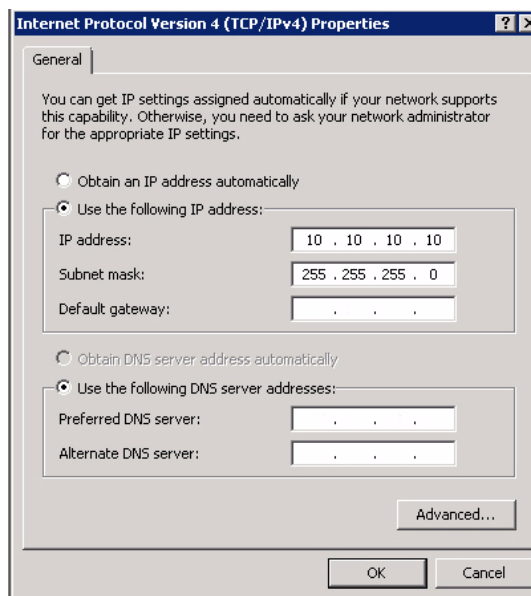 Internet Protocol Version 4 (TCP/IPv4) Properties ? X
General
You can get IP settings assigned automatically if your network supports
this capability. Otherwise, you need to ask your network administrator
for the appropriate IP settings.
Obtain an IP address automatically
Use the following IP address:
IP address: 10 . 10 . 10 . 10
Subnet mask: 255 . 255 . 255 . 0
Default gateway: . . .
Obtain DNS server address automatically
Use the following DNS server addresses:
Preferred DNS server: . . .
Alternate DNS server: . . .
Advanced...
OK Cancel